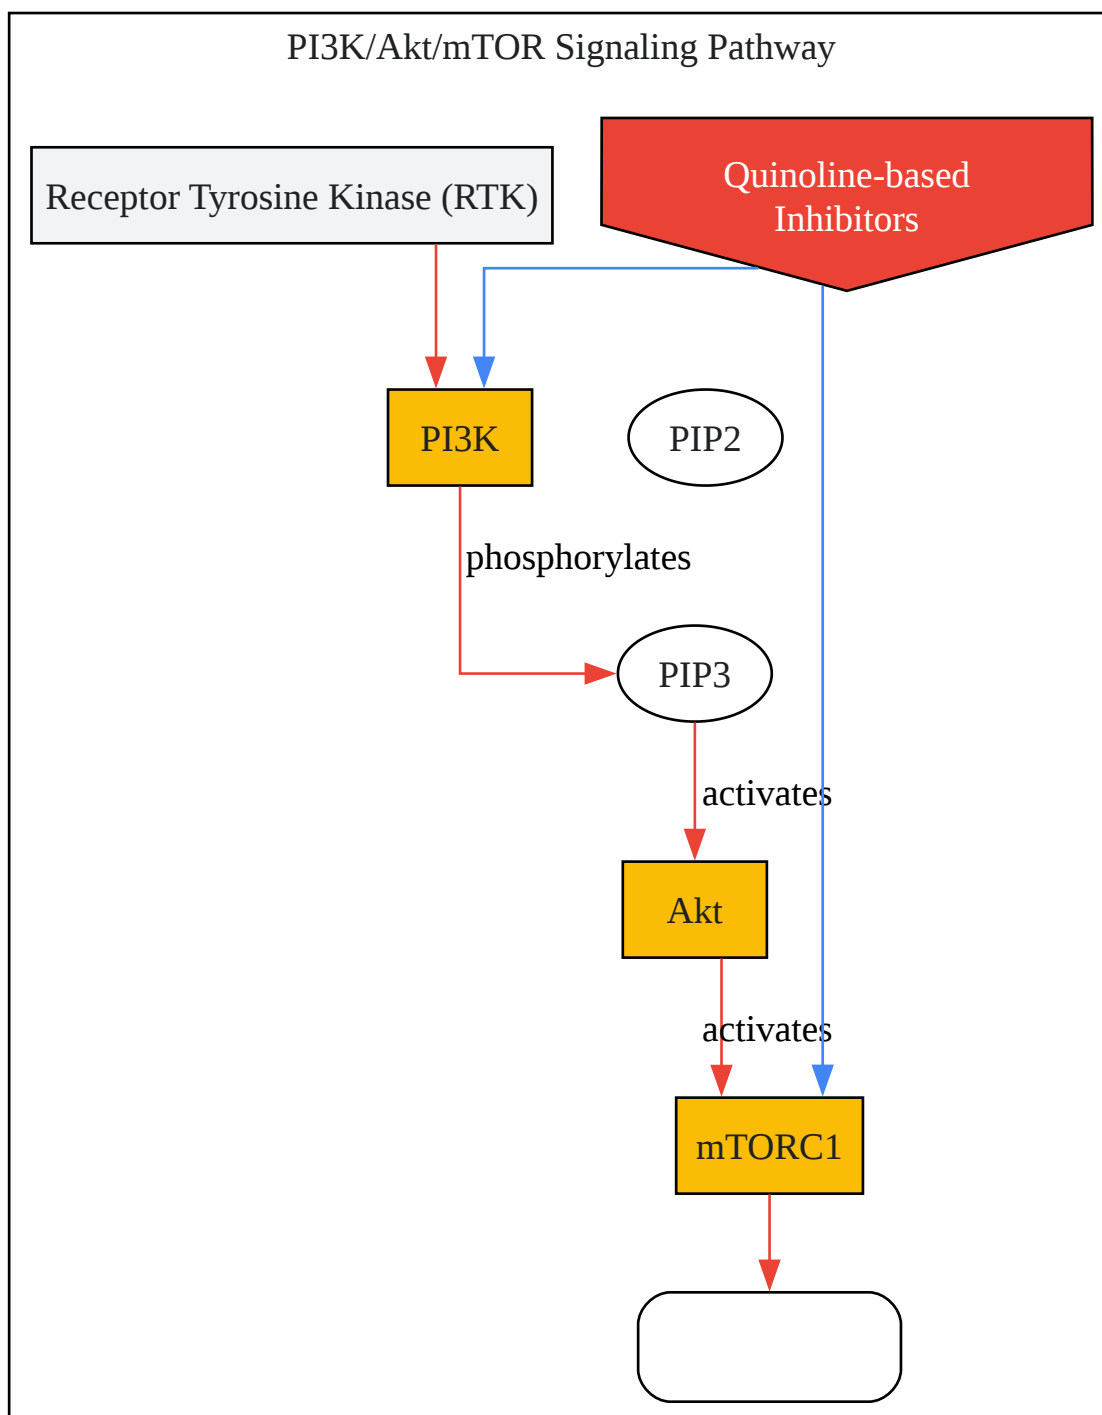 PI3K/Akt/mTOR Signaling Pathway
Receptor Tyrosine Kinase (RTK)
Quinoline-based
Inhibitors
PI3K
PIP2
phosphorylates
PIP3
activates
Akt
activates
mTORC1